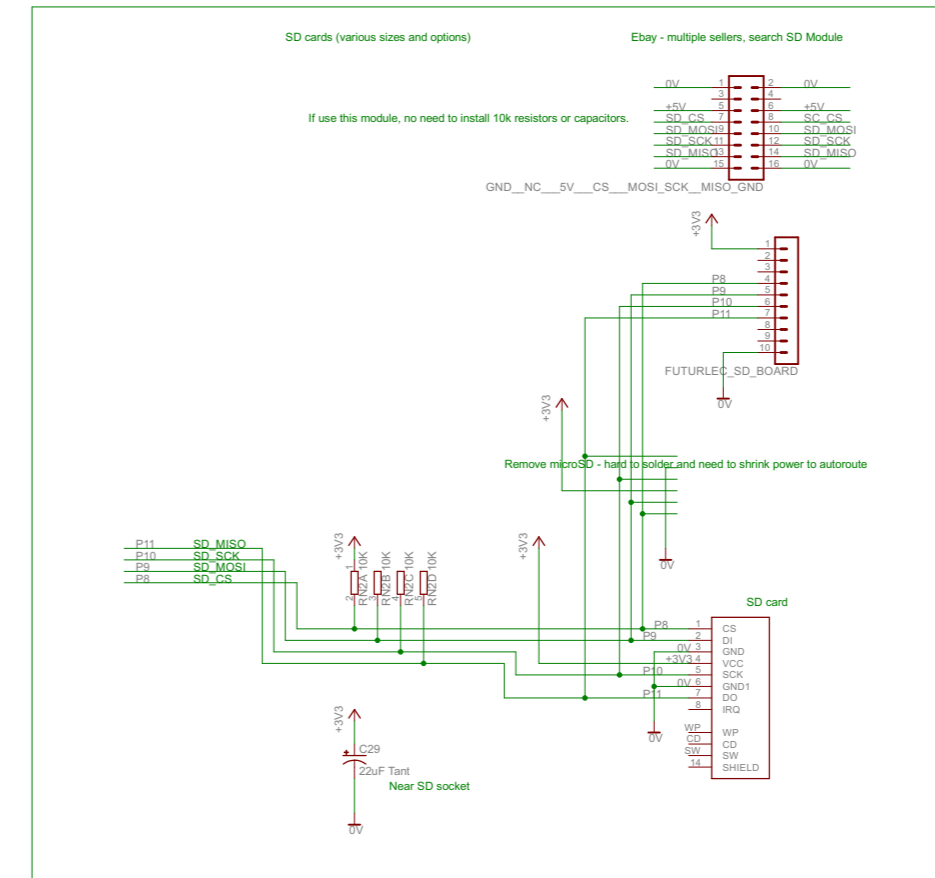 SD cards (various sizes and options)
Ebay - multiple sellers, search SD Module
0V 1 2 0V
3 4
+5V 5 6 +5V
SD_CS 7 8 SC_CS
SD_MOSI 9 10 SD_MOSI
SD_SCK 11 12 SD_SCK
SD_MISO 13 14 SD_MISO
0V 15 16 0V
If use this module, no need to install 10k resistors or capacitors.
GND__NC___5V___CS___MOSI_SCK__MISO_GND
+3V3
1
2
3
P8 4
P9 5
P10 6
P11 7
8
9
10
FUTURLEC_SD_BOARD
0V
+3V3
Remove microSD - hard to solder and need to shrink power to autoroute
0V
P11 SD_MISO
P10 SD_SCK
P9 SD_MOSI
P8 SD_CS
+3V3
1
2 3 4 5
RN2A 10K
RN2B 10K
RN2C 10K
RN2D 10K
+3V3
SD card
P8 1 CS
P9 2 DI
0V 3 GND
+3V3 4 VCC
P10 5 SCK
0V 6 GND1
P11 7 DO
8 IRQ
WP WP
CD CD
SW SW
14 SHIELD
0V
+3V3
+ C29
22uF Tant
Near SD socket
0V